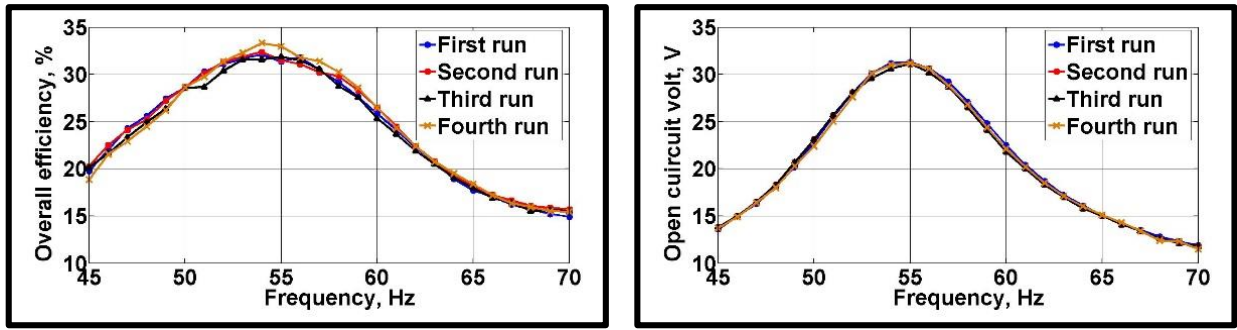 35
30
25
20
15
10
Overall efficiency, %
First run
Second run
Third run
Fourth run
45 50 55 60 65 70
Frequency, Hz
35
30
25
20
15
10
Open cuircuit volt, V
First run
Second run
Third run
Fourth run
45 50 55 60 65 70
Frequency, Hz